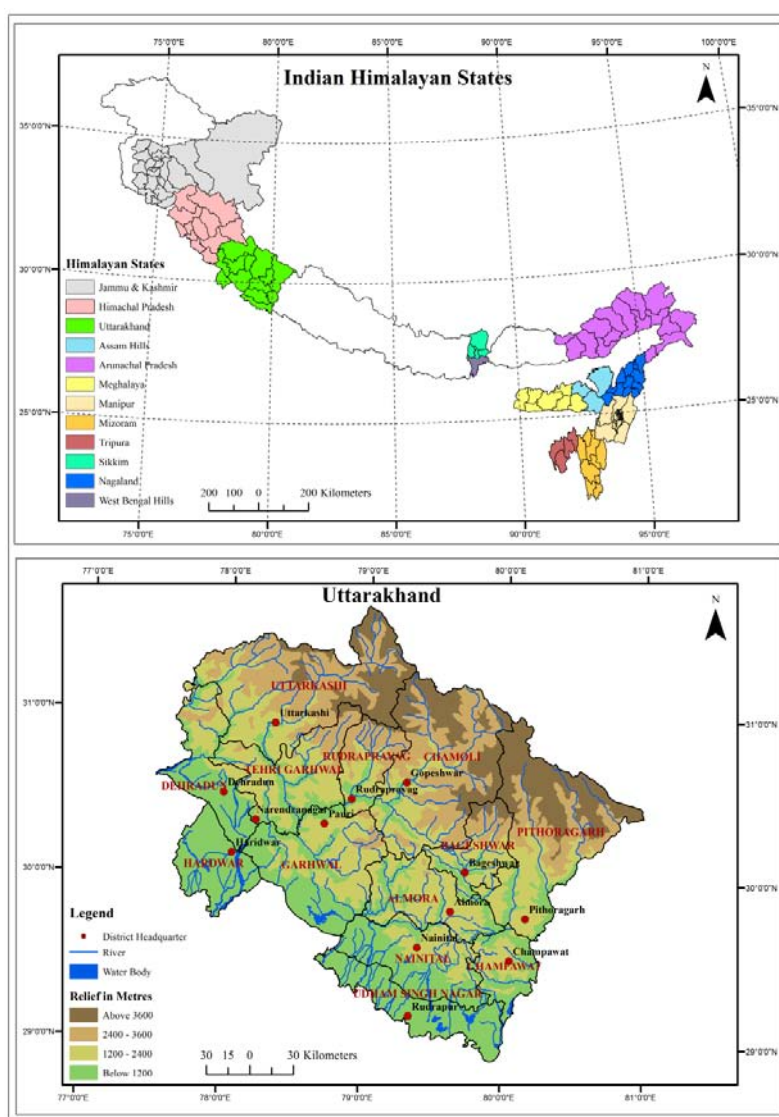 75°0'0"E 80°0'0"E 85°0'0"E 90°0'0"E 95°0'0"E 100°0'0"E
Indian Himalayan States
N
35°0'0"N 35°0'0"N
30°0'0"N 30°0'0"N
25°0'0"N 25°0'0"N
Himalayan States
Jammu & Kashmir
Himachal Pradesh
Uttarakhand
Assam Hills
Arunachal Pradesh
Meghalaya
Manipur
Mizoram
Tripura
Sikkim
Nagaland
West Bengal Hills
200 100 0 200 Kilometers
75°0'0"E 80°0'0"E 90°0'0"E 95°0'0"E
77°0'0"E 78°0'0"E 79°0'0"E 80°0'0"E 81°0'0"E
Uttarakhand
N
31°0'0"N 31°0'0"N
UTTARKASHI
Uttarkashi
RUDRAPRAYAG CHAMOLI
TEHRI GARHWAL
Gopeshwar
DEHRADUN Dehradun
Rudraprayag
Narendranagar Pauri
PITHORAGARH
BAGESHWAR
Haridwar
HARDWAR GARHWAL
Bageshwar
30°0'0"N 30°0'0"N
ALMORA
Almora
Pithoragarh
Nainital
NAINITAL
Champawat
CHAMPAWAT
UDHAM SINGH NAGAR
Rudrapur
Legend
District Headquarter
River
Water Body
Relief in Metres
Above 3600
2400 - 3600
1200 - 2400
Below 1200
29°0'0"N 29°0'0"N
30 15 0 30 Kilometers
77°0'0"E 78°0'0"E 79°0'0"E 80°0'0"E 81°0'0"E